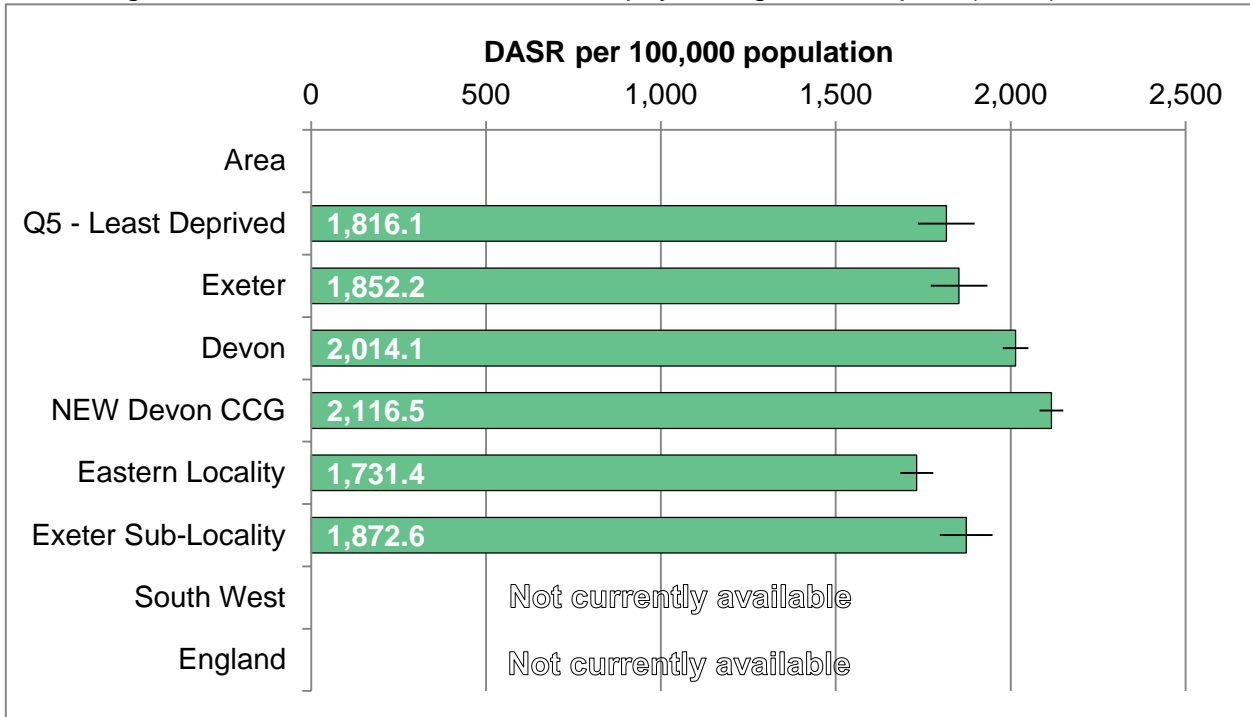 DASR per 100,000 population
0 500 1,000 1,500 2,000 2,500
Area
Q5 - Least Deprived 1,816.1
Exeter 1,852.2
Devon 2,014.1
NEW Devon CCG 2,116.5
Eastern Locality 1,731.4
Exeter Sub-Locality 1,872.6
South West Not currently available
England Not currently available